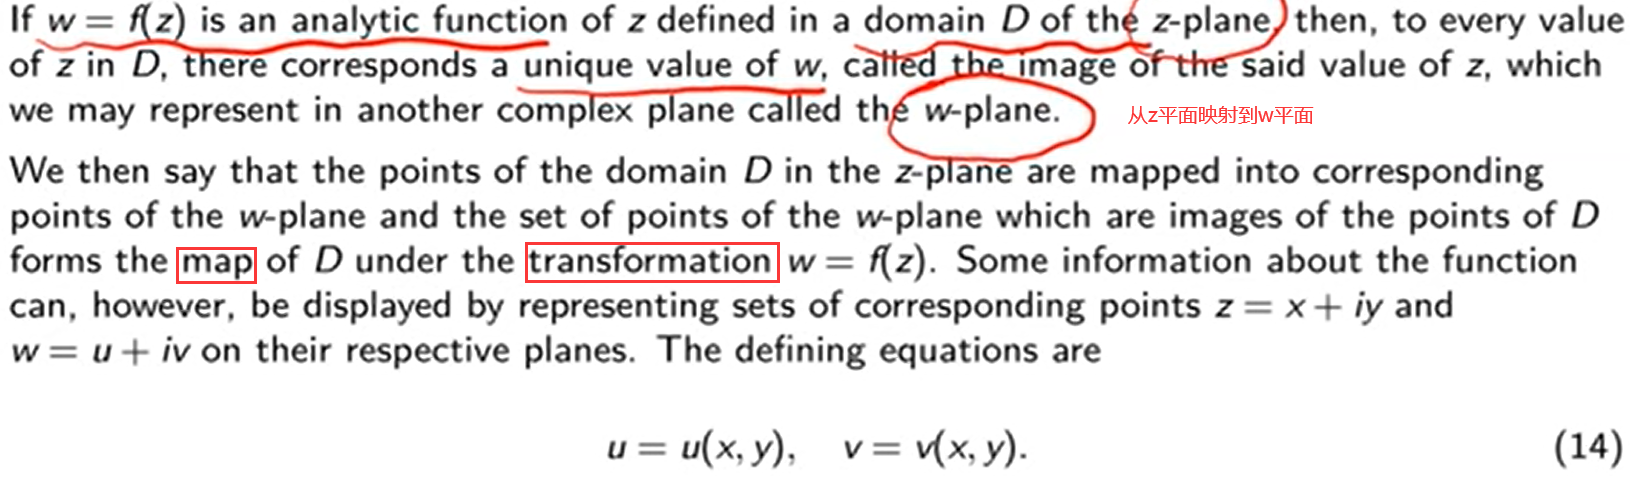 If w = f(z) is an analytic function of z defined in a domain D of the z-plane, then, to every value
of z in D, there corresponds a unique value of w, called the image of the said value of z, which
we may represent in another complex plane called the w-plane.
从z平面映射到w平面
We then say that the points of the domain D in the z-plane are mapped into corresponding
points of the w-plane and the set of points of the w-plane which are images of the points of D
forms the map of D under the transformation w = f(z). Some information about the function
can, however, be displayed by representing sets of corresponding points z = x + iy and
w = u + iv on their respective planes. The defining equations are
u = u(x, y), v = v(x, y). (14)